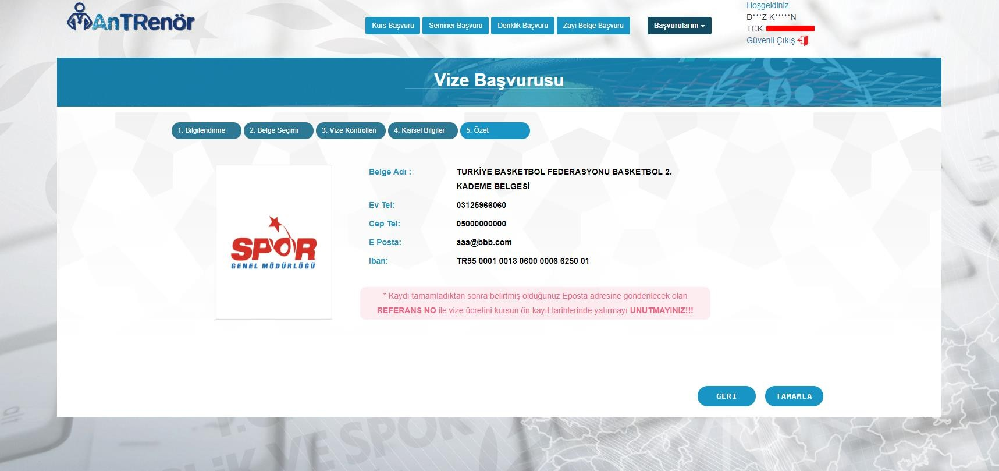 AnTRenör
Kurs Başvuru
Seminer Başvuru
Denklik Başvuru
Zayi Belge Başvuru
Başvurularım
Hoşgeldiniz
D***Z K*****N
TCK:
Güvenli Çıkış
Vize Başvurusu
1. Bilgilendirme
2. Belge Seçimi
3. Vize Kontrolleri
4. Kişisel Bilgiler
5. Özet
SPOR
GENEL MÜDÜRLÜĞÜ
Belge Adı : TÜRKİYE BASKETBOL FEDERASYONU BASKETBOL 2.
KADEME BELGESİ
Ev Tel: 03125966060
Cep Tel: 05000000000
E Posta: aaa@bbb.com
Iban: TR95 0001 0013 0600 0006 6250 01
* Kaydı tamamladıktan sonra belirtmiş olduğunuz Eposta adresine gönderilecek olan
REFERANS NO ile vize ücretini kursun ön kayıt tarihlerinde yatırmayı UNUTMAYINIZ!!!
GERI
TAMAMLA
VE SPOR